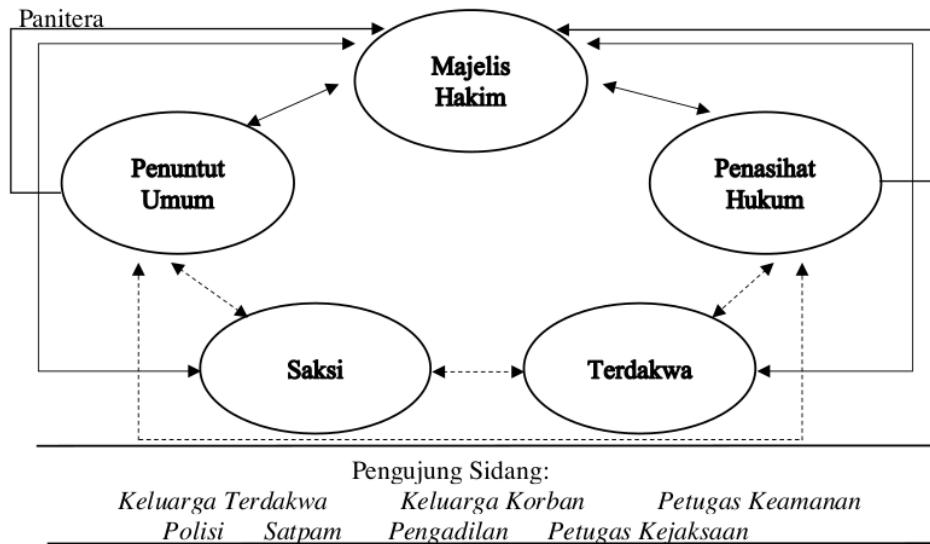 Panitera
Majelis
Hakim
Penuntut
Umum
Penasihat
Hukum
Saksi
Terdakwa
Pengujung Sidang:
Keluarga Terdakwa Keluarga Korban Petugas Keamanan
Polisi Satpam Pengadilan Petugas Kejaksaan